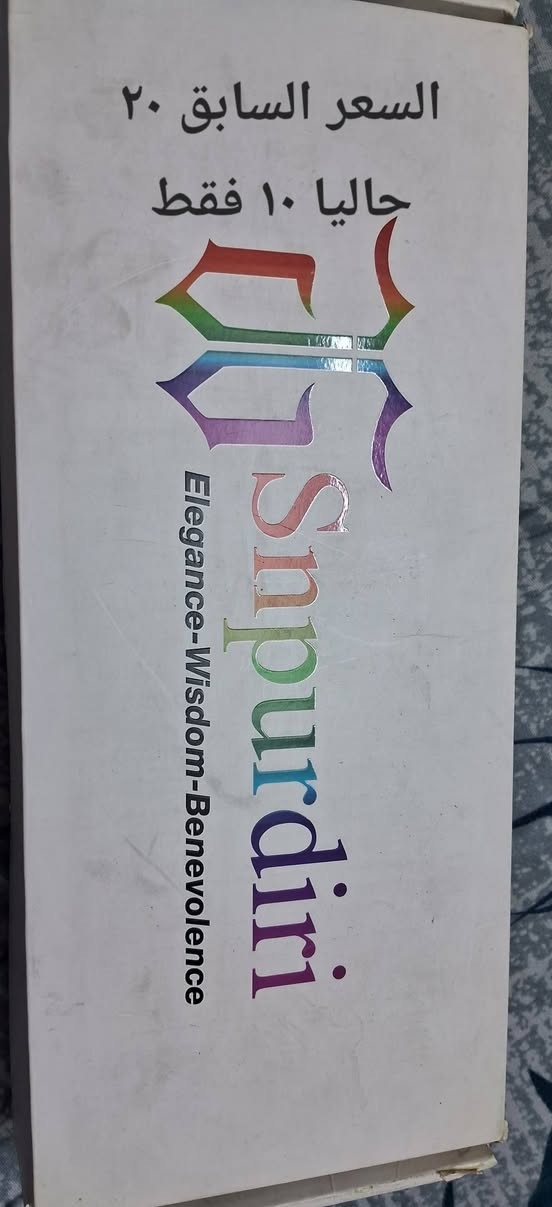 السعر السابق ٢٠
حاليا ١٠ فقط
Snpurdiri
Elegance-Wisdom-Benevolence